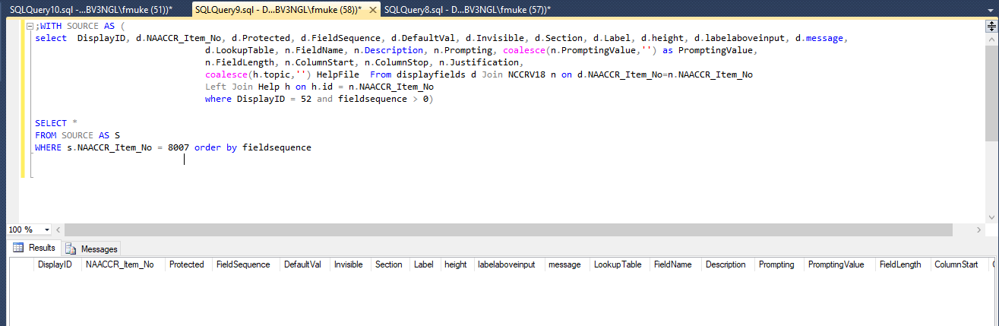 SQLQuery10.sql -...BV3NGL\fmuke (51))* SQLQuery9.sql - D...BV3NGL\fmuke (58))* SQLQuery8.sql - D...BV3NGL\fmuke (57))*
;WITH SOURCE AS (
select DisplayID, d.NAACCR_Item_No, d.Protected, d.FieldSequence, d.DefaultVal, d.Invisible, d.Section, d.Label, d.height, d.labelaboveinput, d.message,
d.LookupTable, n.FieldName, n.Description, n.Prompting, coalesce(n.PromptingValue,'') as PromptingValue,
n.FieldLength, n.ColumnStart, n.ColumnStop, n.Justification,
coalesce(h.topic,'') HelpFile From displayfields d Join NCCRV18 n on d.NAACCR_Item_No=n.NAACCR_Item_No
Left Join Help h on h.id = n.NAACCR_Item_No
where DisplayID = 52 and fieldsequence > 0)
SELECT *
FROM SOURCE AS S
WHERE s.NAACCR_Item_No = 8007 order by fieldsequence
100 %
Results Messages
DisplayID NAACCR_Item_No Protected FieldSequence DefaultVal Invisible Section Label height labelaboveinput message LookupTable FieldName Description Prompting PromptingValue FieldLength ColumnStart